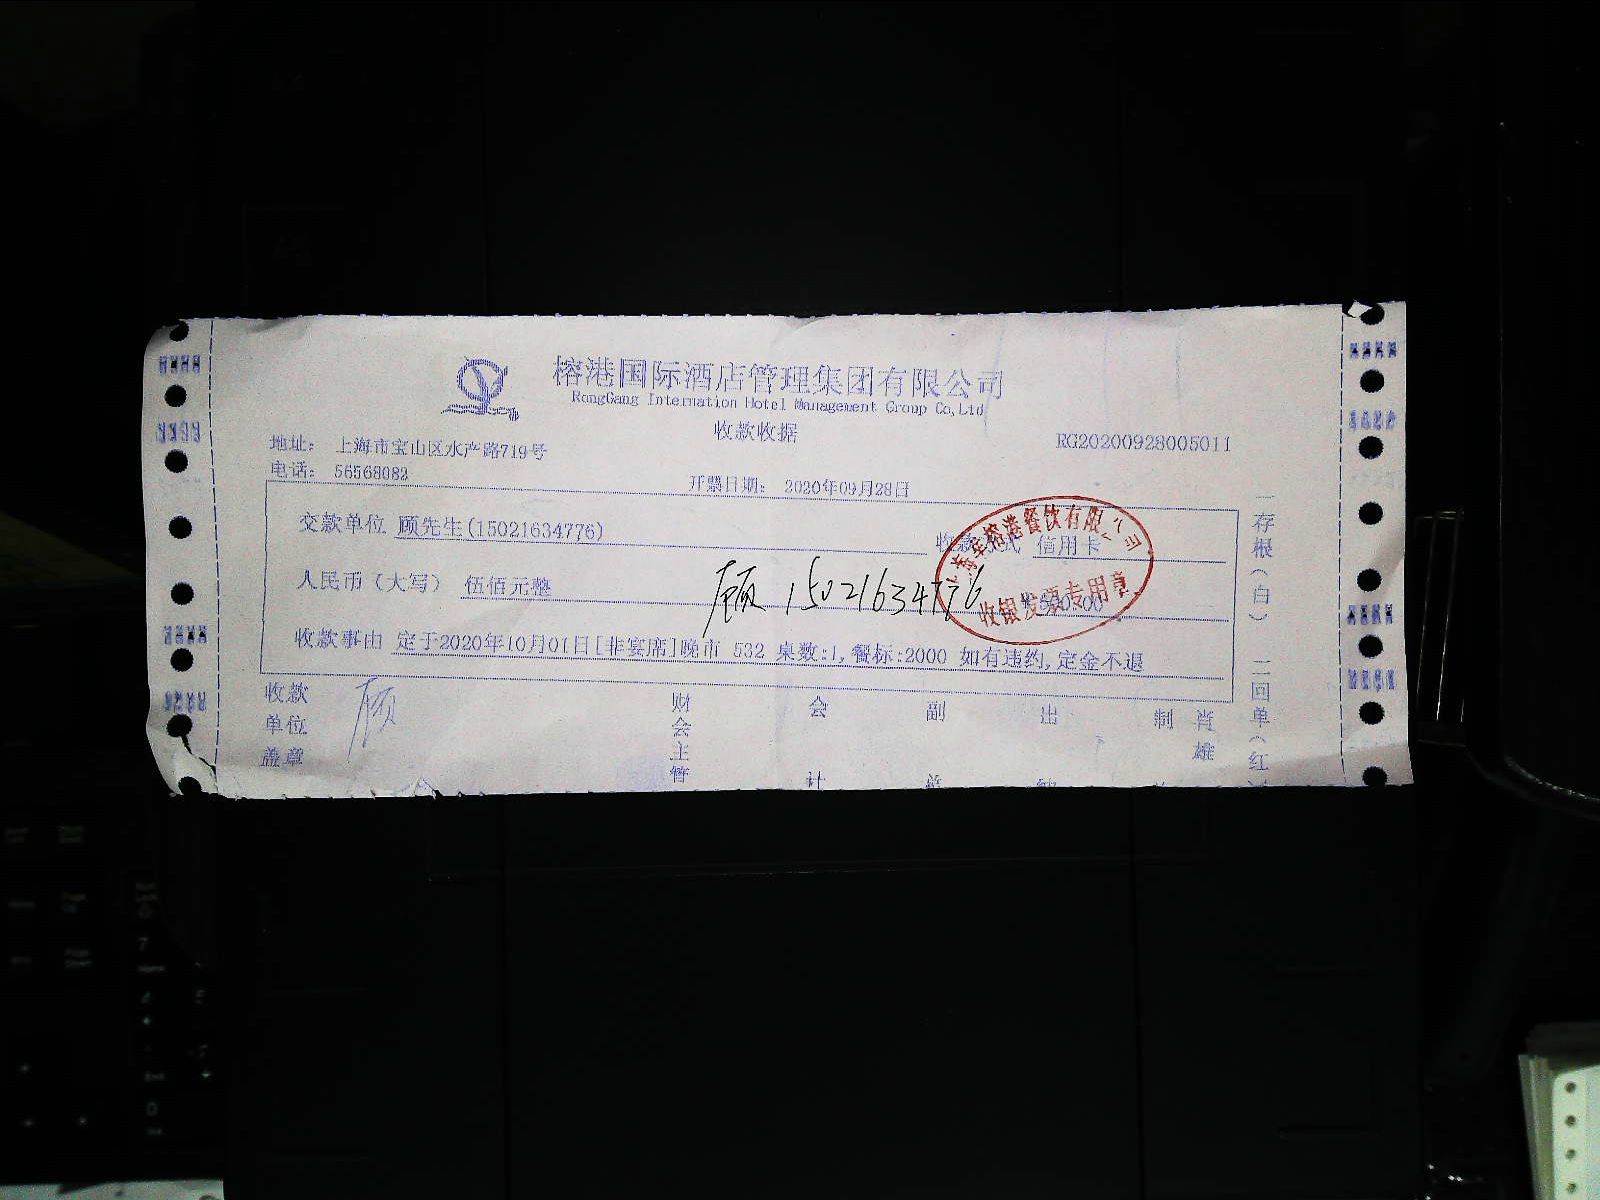 榕港国际酒店管理集团有限公司
RongGang Internation Hotel Management Group Co,Ltd
收款收据
地址: 上海市宝山区水产路719号
RG20200928005011
电话: 56568082
开票日期: 2020年09月28日
交款单位 顾先生(15021634776)
信用卡
人民币(大写) 伍佰元整
顾 15021634776
收银发票专用章
收款事由 定于2020年10月01日[非宴席]晚市 532 桌数:1,餐标:2000 如有违约,定金不退
收款单位盖章
顾
财会主管
会
副
出
制
肖雄
一存根(白) 二回单(红